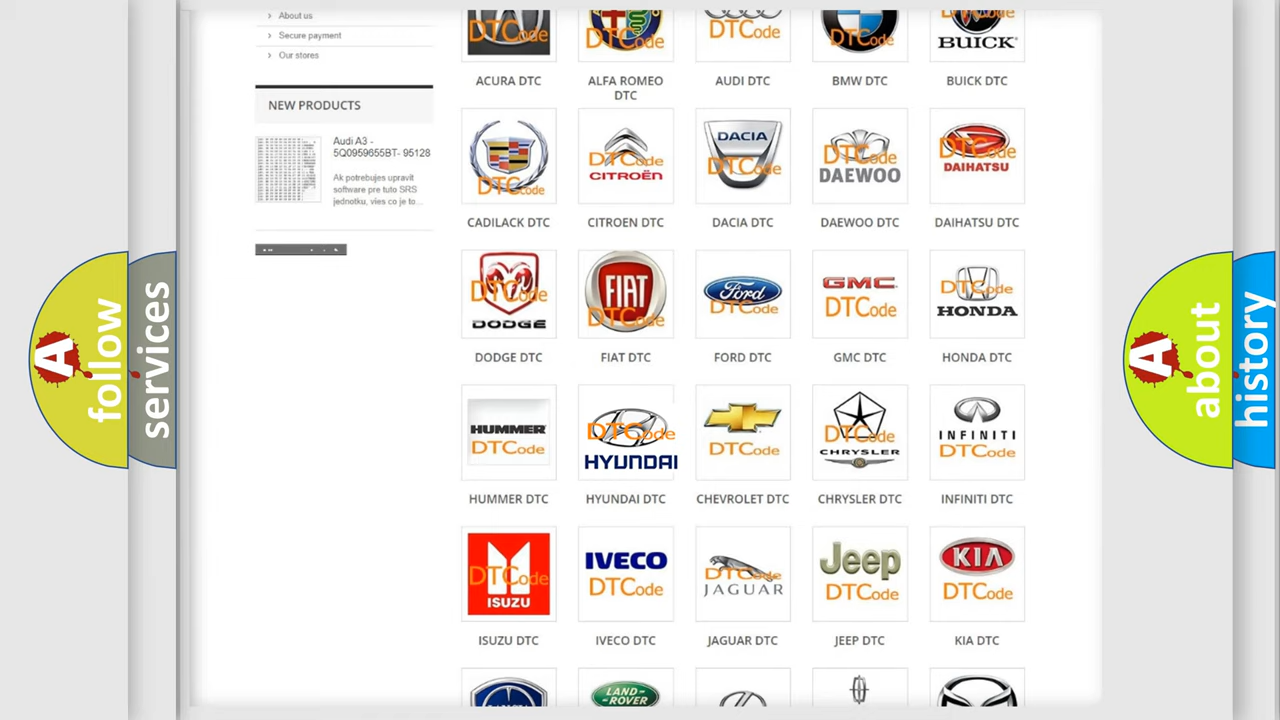 About us
Secure payment
Our stores
NEW PRODUCTS
Audi A3 -
5Q0959655BT- 95128
Ak potrebujes upravit
software pre tuto SRS
jednotku, vies co je to...
DTCode
DTCode
DTCode
DTCode
DTCode
BUICK
ACURA DTC
ALFA ROMEO
DTC
AUDI DTC
BMW DTC
BUICK DTC
DTCode
DTCode
CITROËN
DACIA
DTCode
DTCode
DAEWOO
DTCode
DAIHATSU
CADILACK DTC
CITROEN DTC
DACIA DTC
DAEWOO DTC
DAIHATSU DTC
DTCode
DODGE
FIAT
DTCode
Ford
DTCode
GMC
DTCode
DTCode
HONDA
DODGE DTC
FIAT DTC
FORD DTC
GMC DTC
HONDA DTC
HUMMER
DTCode
DTCode
HYUNDAI
DTCode
DTCode
CHRYSLER
INFINITI
DTCode
HUMMER DTC
HYUNDAI DTC
CHEVROLET DTC
CHRYSLER DTC
INFINITI DTC
DTCode
ISUZU
IVECO
DTCode
DTCode
JAGUAR
Jeep
DTCode
KIA
DTCode
ISUZU DTC
IVECO DTC
JAGUAR DTC
JEEP DTC
KIA DTC
LAND-
ROVER
A follow
services
A about
history